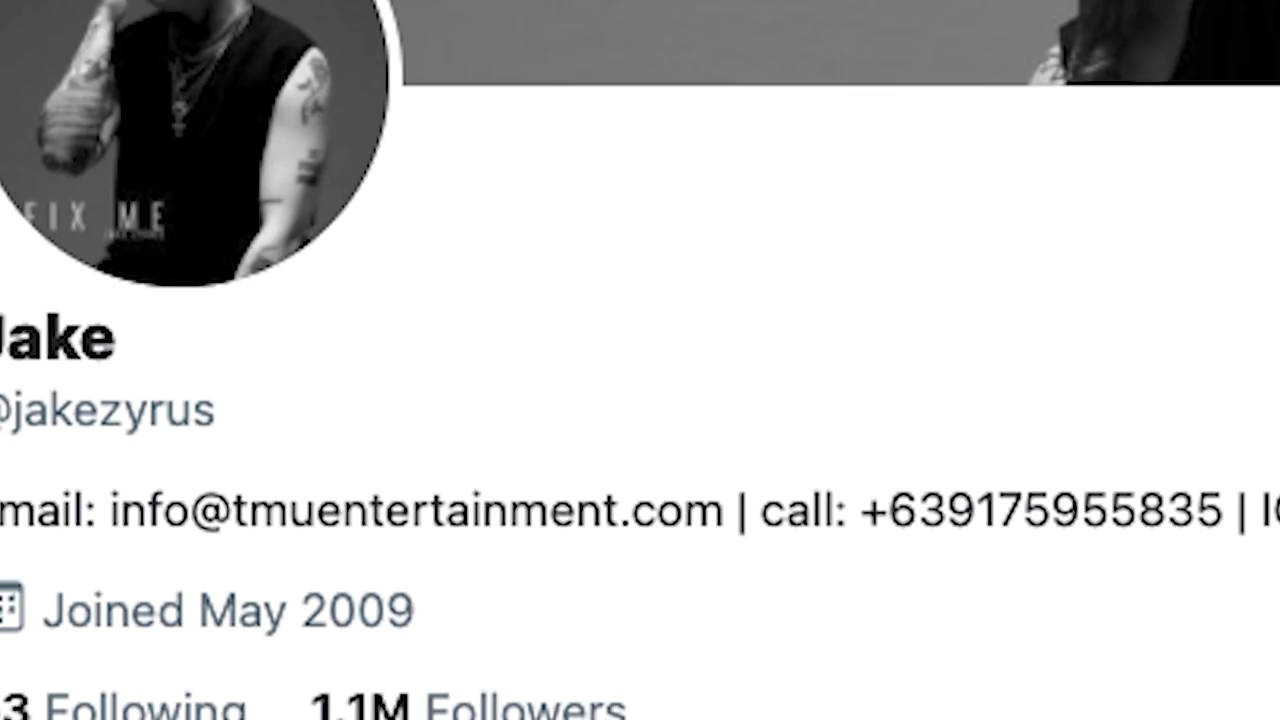 FIX ME
Jake
@jakezyrus
mail: info@tmuentertainment.com | call: +639175955835 |
Joined May 2009
3 Following 1.1M Followers